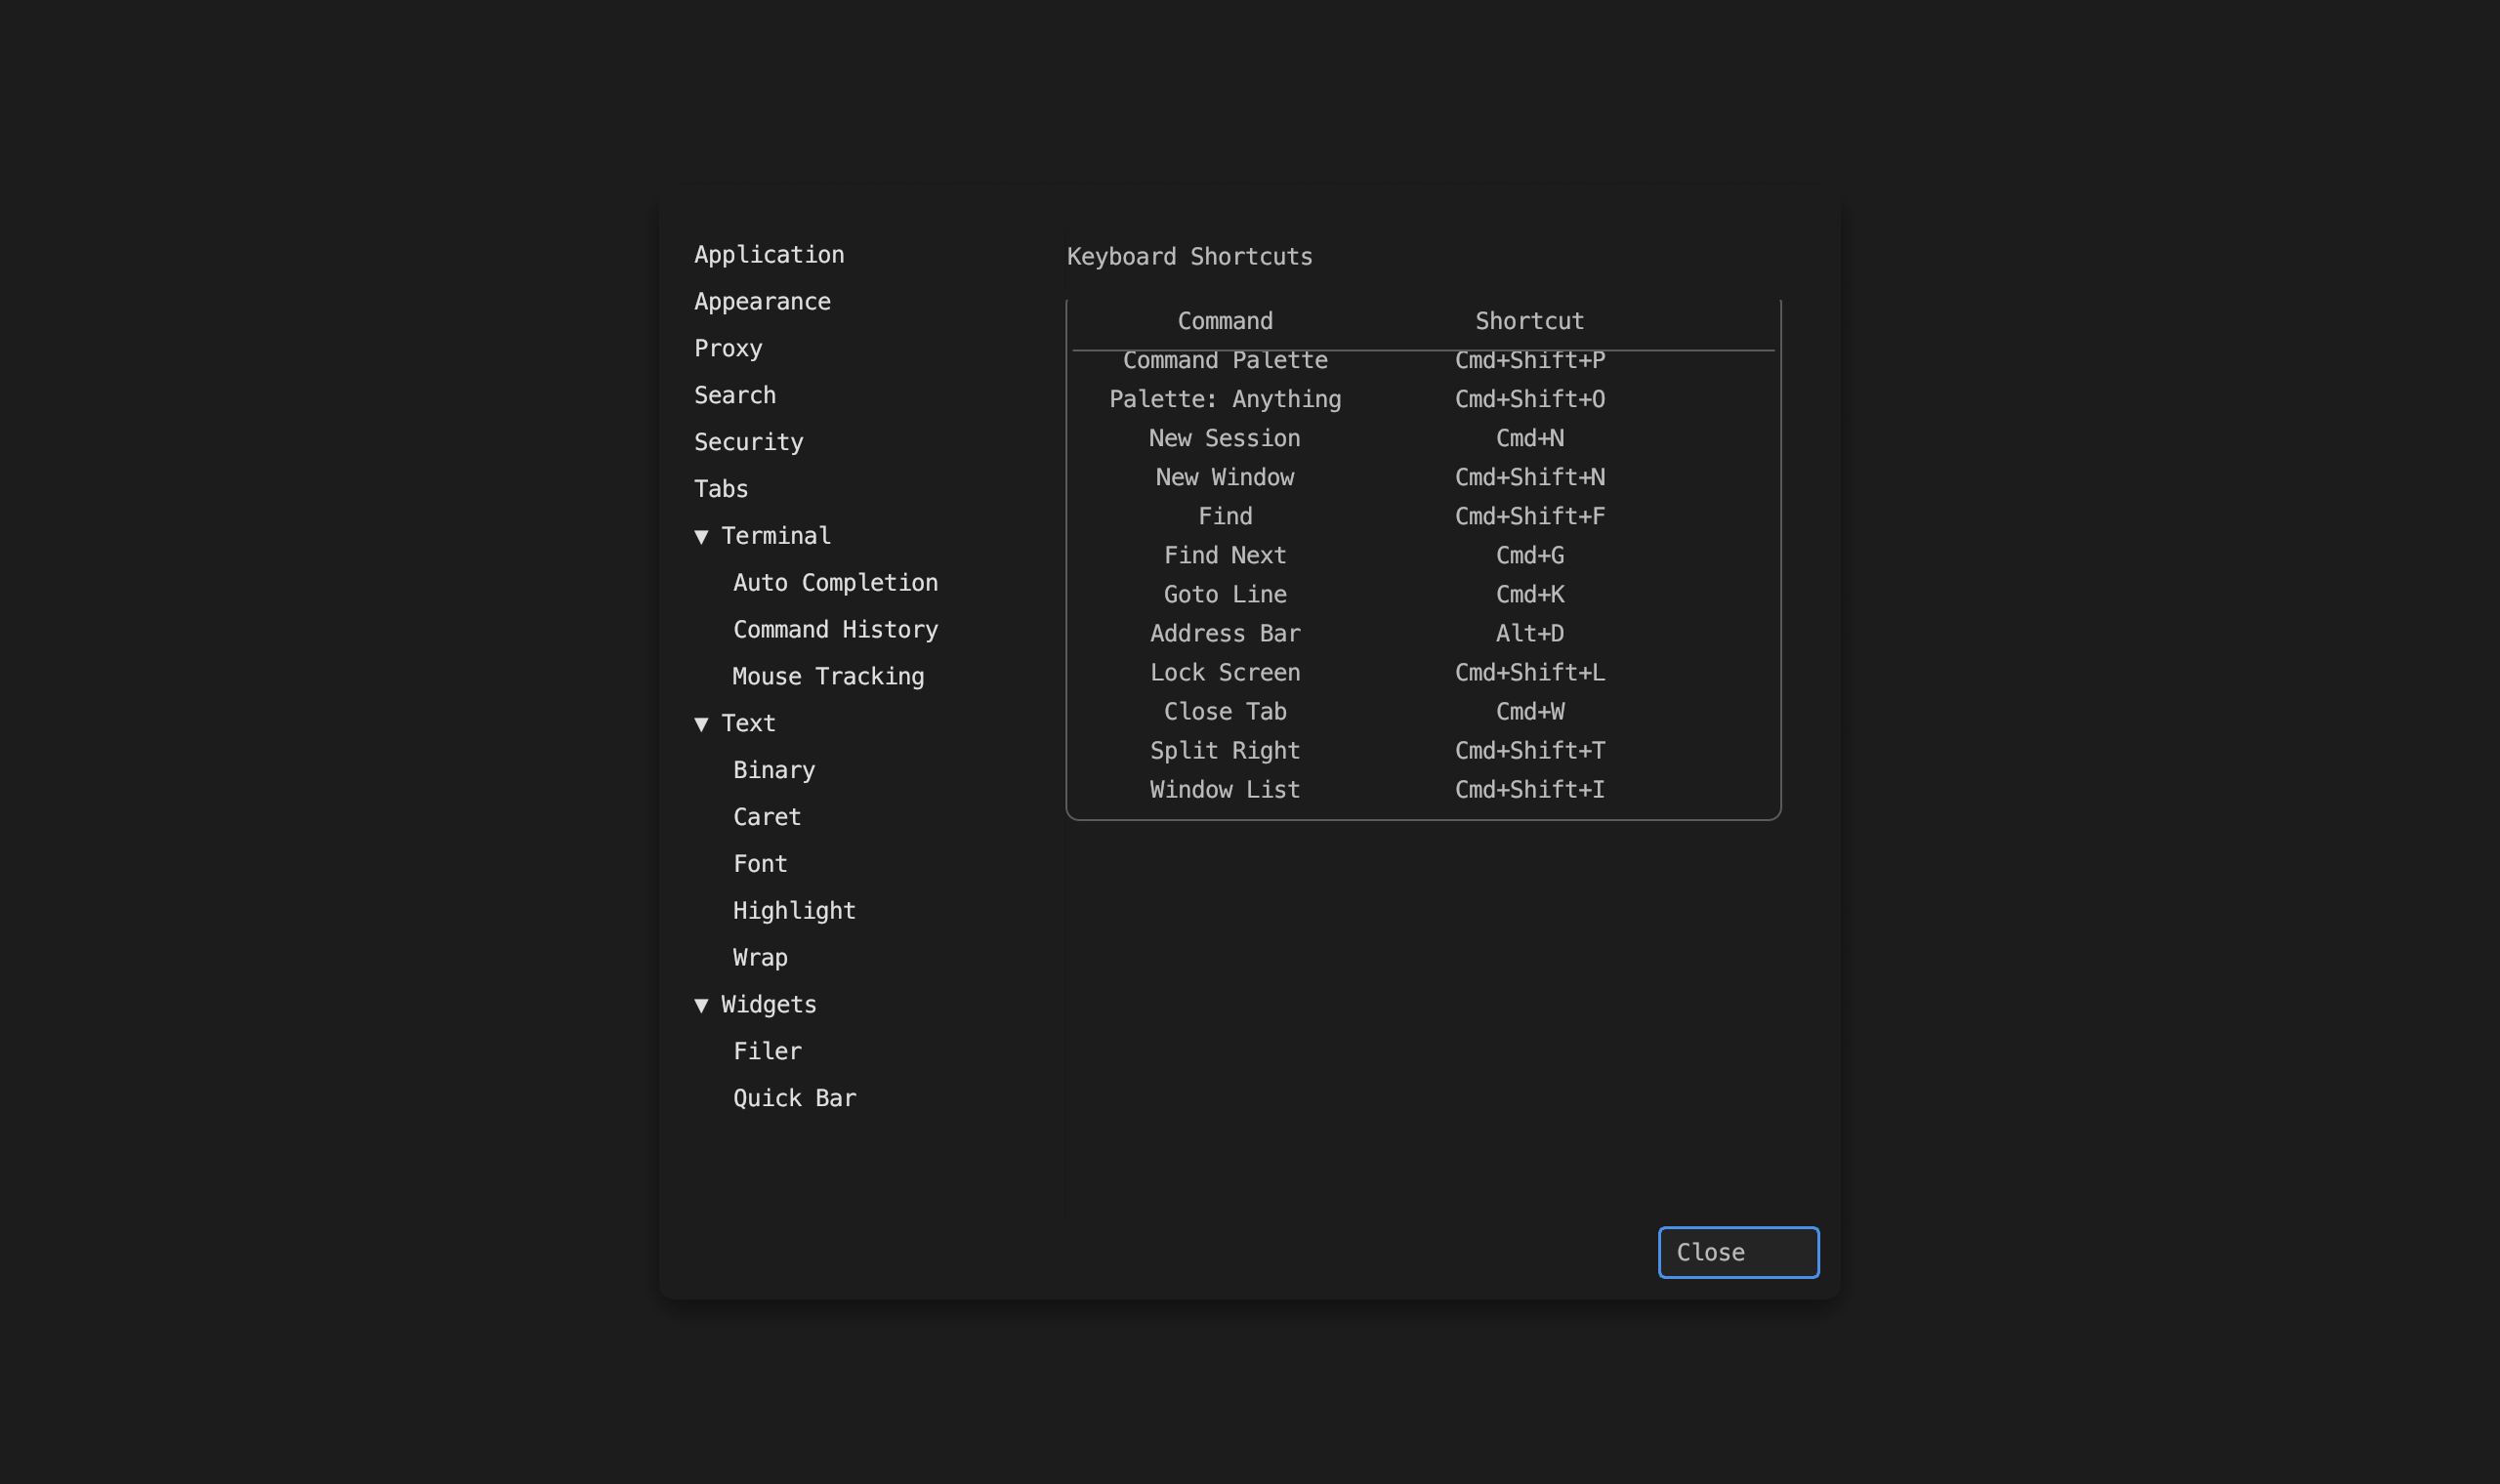 Application
Appearance
Proxy
Search
Security
Tabs
▼ Terminal
Auto Completion
Command History
Mouse Tracking
▼ Text
Binary
Caret
Font
Highlight
Wrap
▼ Widgets
Filer
Quick Bar
Keyboard Shortcuts
Command Shortcut
Command Palette Cmd+Shift+P
Palette: Anything Cmd+Shift+O
New Session Cmd+N
New Window Cmd+Shift+N
Find Cmd+Shift+F
Find Next Cmd+G
Goto Line Cmd+K
Address Bar Alt+D
Lock Screen Cmd+Shift+L
Close Tab Cmd+W
Split Right Cmd+Shift+T
Window List Cmd+Shift+I
Close